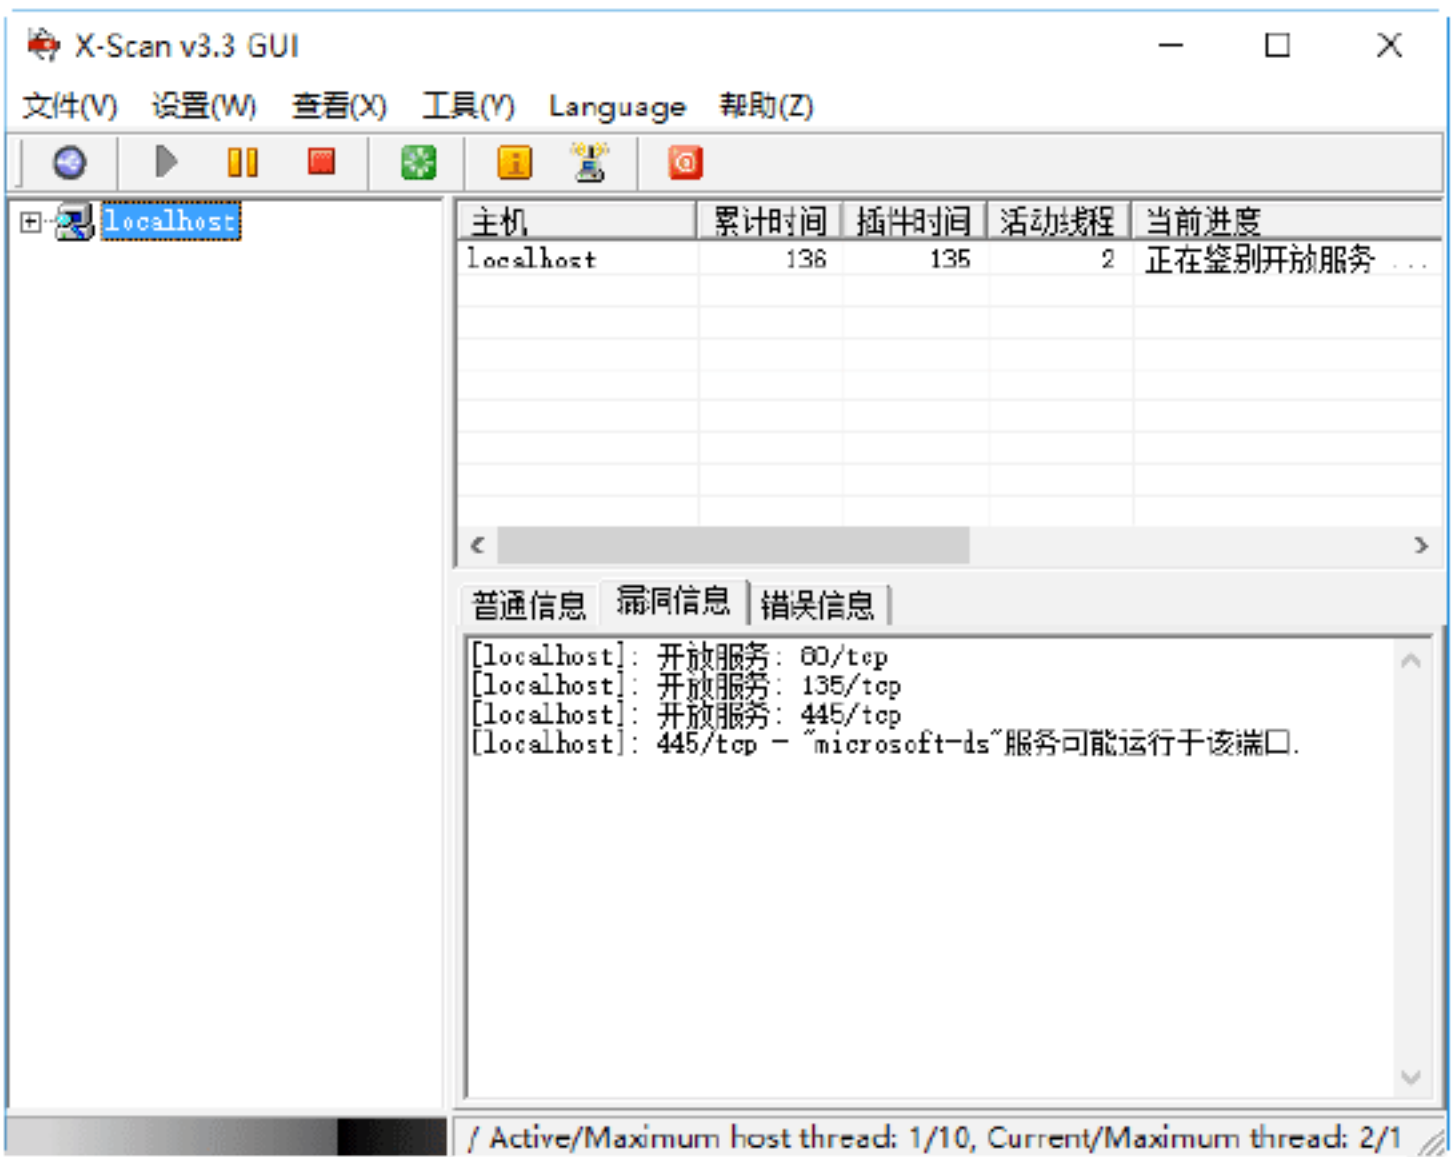 X-Scan v3.3 GUI
文件(V) 设置(W) 查看(X) 工具(Y) Language 帮助(Z)
localhost
主机 累计时间 插件时间 活动线程 当前进度
localhost 136 135 2 正在鉴别开放服务 ...
普通信息 漏洞信息 错误信息
[localhost]: 开放服务: 80/tcp
[localhost]: 开放服务: 135/tcp
[localhost]: 开放服务: 445/tcp
[localhost]: 445/tcp - "microsoft-ds"服务可能运行于该端口.
/ Active/Maximum host thread: 1/10, Current/Maximum thread: 2/1